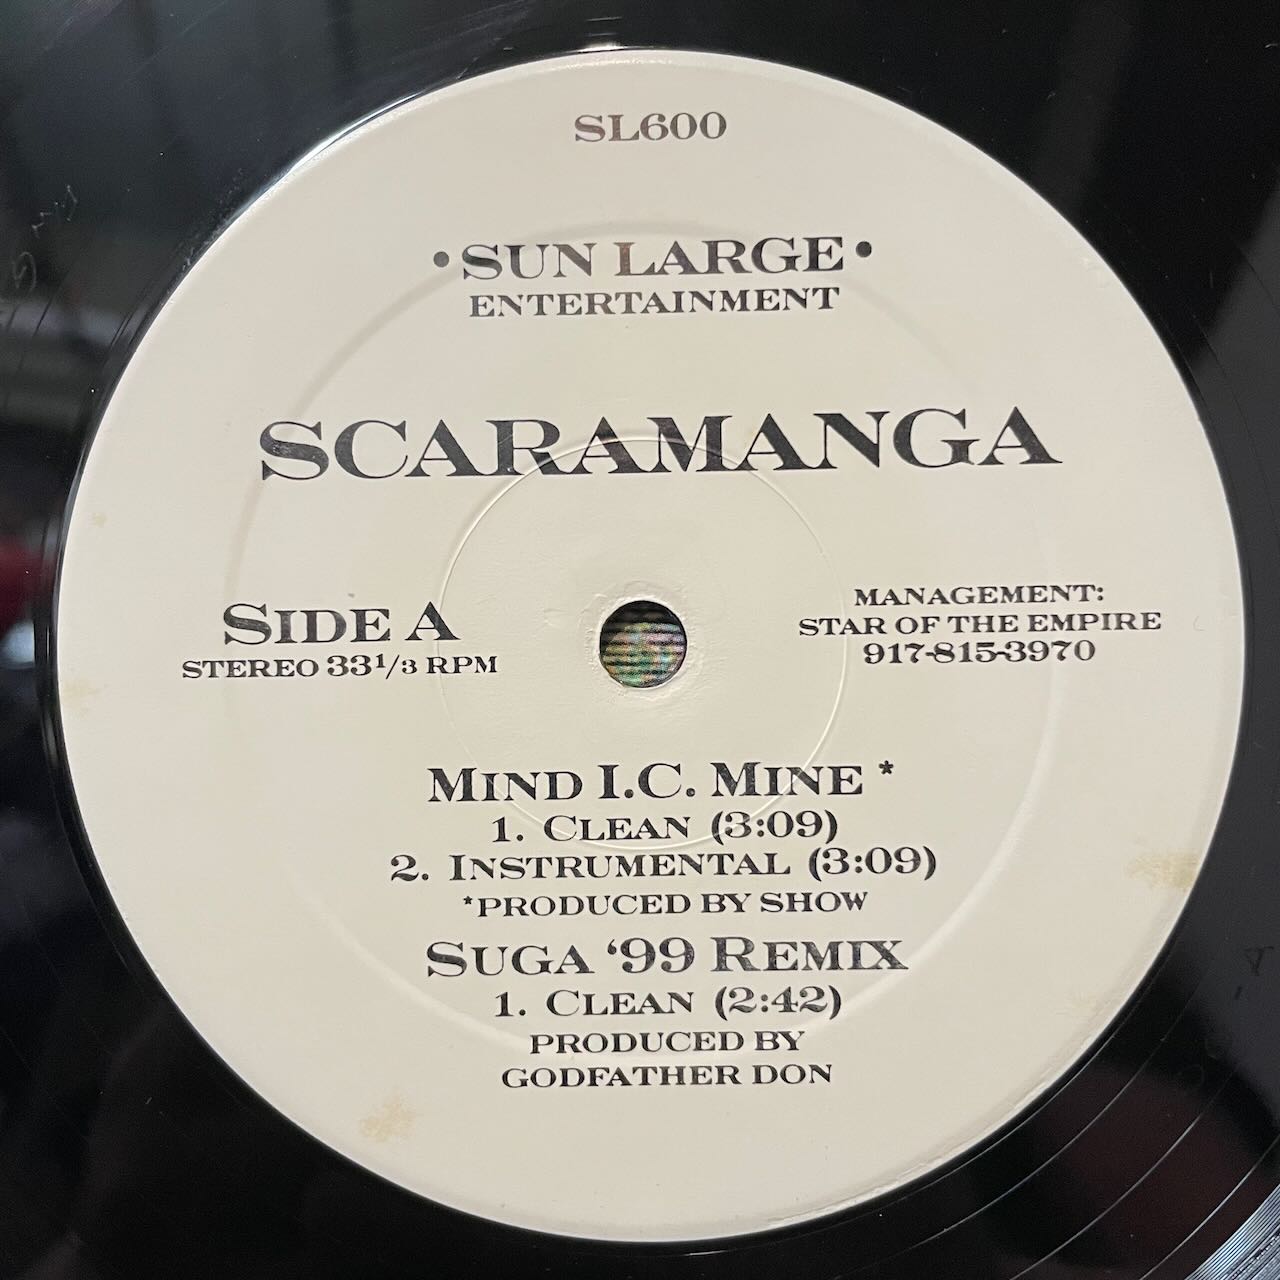 SL600
• SUN LARGE •
ENTERTAINMENT
SCARAMANGA
SIDE A
STEREO 33 1/3 RPM
MANAGEMENT:
STAR OF THE EMPIRE
917-815-3970
MIND I.C. MINE *
1. CLEAN (3:09)
2. INSTRUMENTAL (3:09)
*PRODUCED BY SHOW
SUGA ‘99 REMIX
1. CLEAN (2:42)
PRODUCED BY
GODFATHER DON